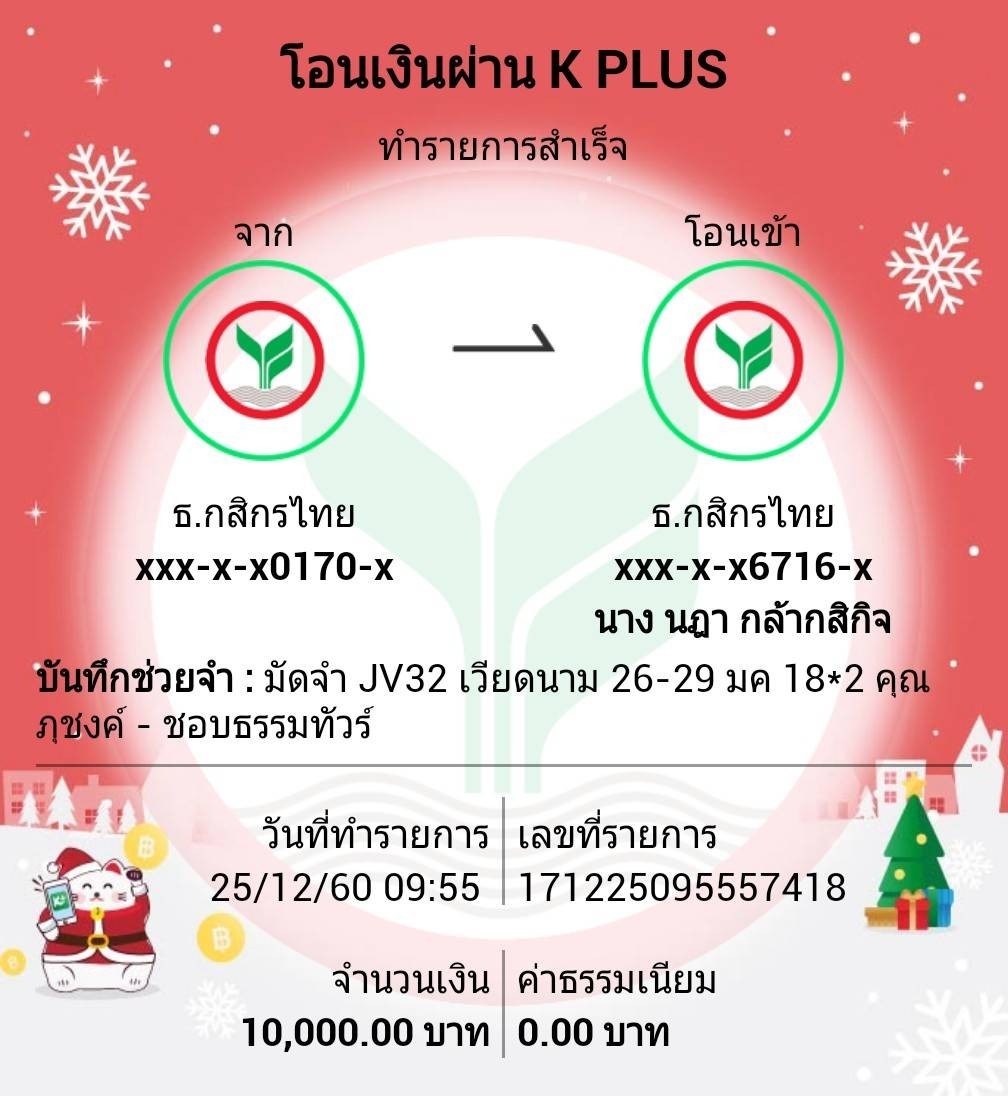 โอนเงินผ่าน K PLUS
ทำรายการสำเร็จ
จาก
โอนเข้า
ธ.กสิกรไทย
xxx-x-x0170-x
ธ.กสิกรไทย
xxx-x-x6716-x
นาง นฎา กล้ากสิกิจ
บันทึกช่วยจำ : มัดจำ JV32 เวียดนาม 26-29 มค 18*2 คุณ
ภุชงค์ - ชอบธรรมทัวร์
วันที่ทำรายการ
25/12/60 09:55
เลขที่รายการ
171225095557418
จำนวนเงิน
10,000.00 บาท
ค่าธรรมเนียม
0.00 บาท
K+